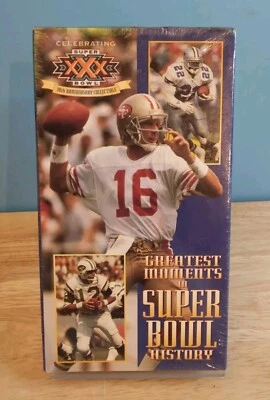 CELEBRATING
SUPER
XXX
BOWL
30th ANNIVERSARY COLLECTIBLE
22
16
12
GREATEST
MOMENTS
IN
SUPER
BOWL
HISTORY